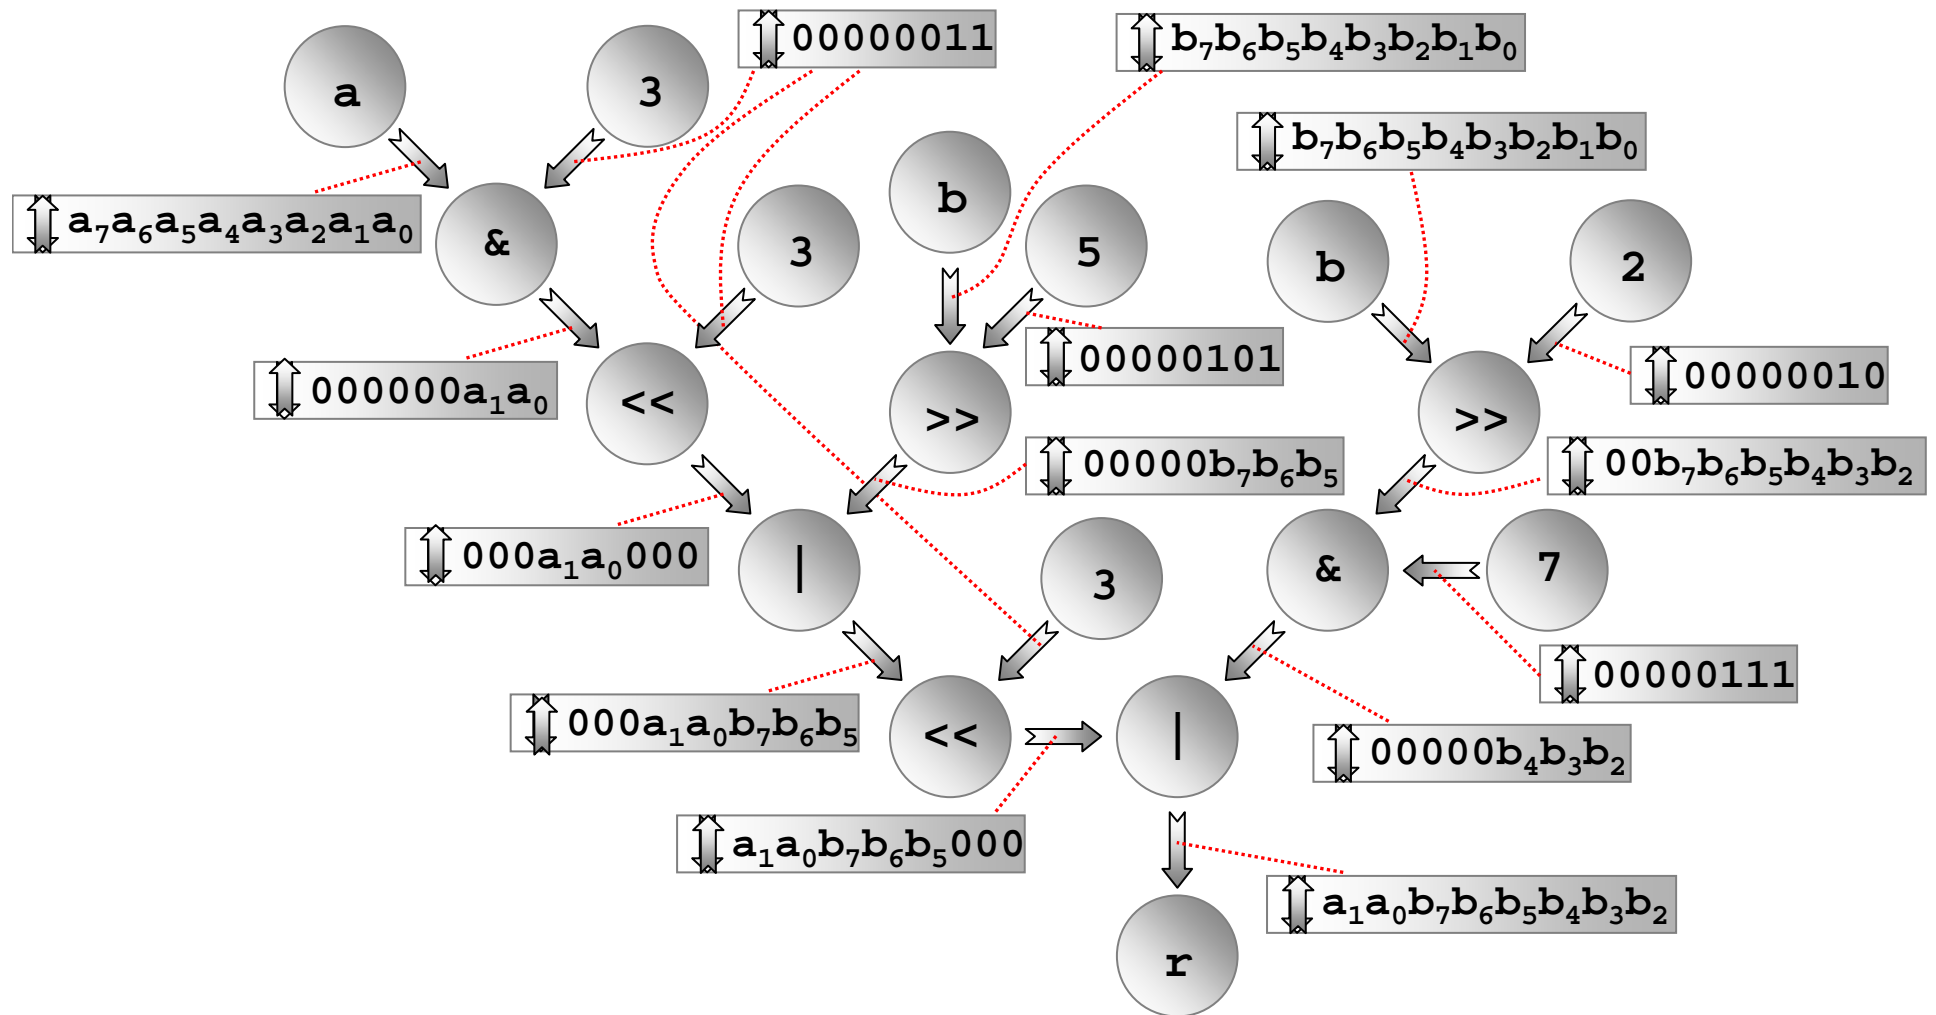 a
3
00000011
b₇b₆b₅b₄b₃b₂b₁b₀
b₇b₆b₅b₄b₃b₂b₁b₀
a₇a₆a₅a₄a₃a₂a₁a₀
&
3
b
5
b
2
000000a₁a₀
<<
>>
00000101
>>
00000010
00000b₇b₆b₅
00b₇b₆b₅b₄b₃b₂
000a₁a₀000
|
3
&
7
00000111
000a₁a₀b₇b₆b₅
<<
|
00000b₄b₃b₂
a₁a₀b₇b₆b₅000
a₁a₀b₇b₆b₅b₄b₃b₂
r